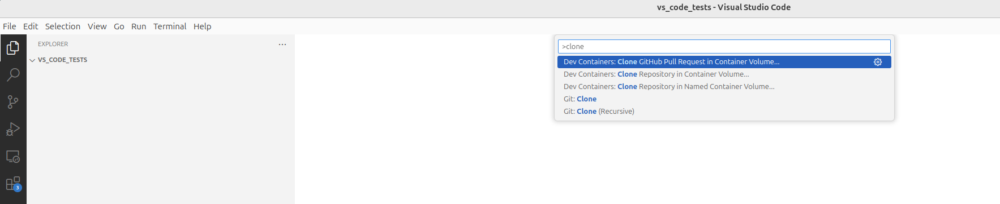 vs_code_tests - Visual Studio Code
File Edit Selection View Go Run Terminal Help
EXPLORER ...
VS_CODE_TESTS
>clone
Dev Containers: Clone GitHub Pull Request in Container Volume...
Dev Containers: Clone Repository in Container Volume...
Dev Containers: Clone Repository in Named Container Volume...
Git: Clone
Git: Clone (Recursive)
3